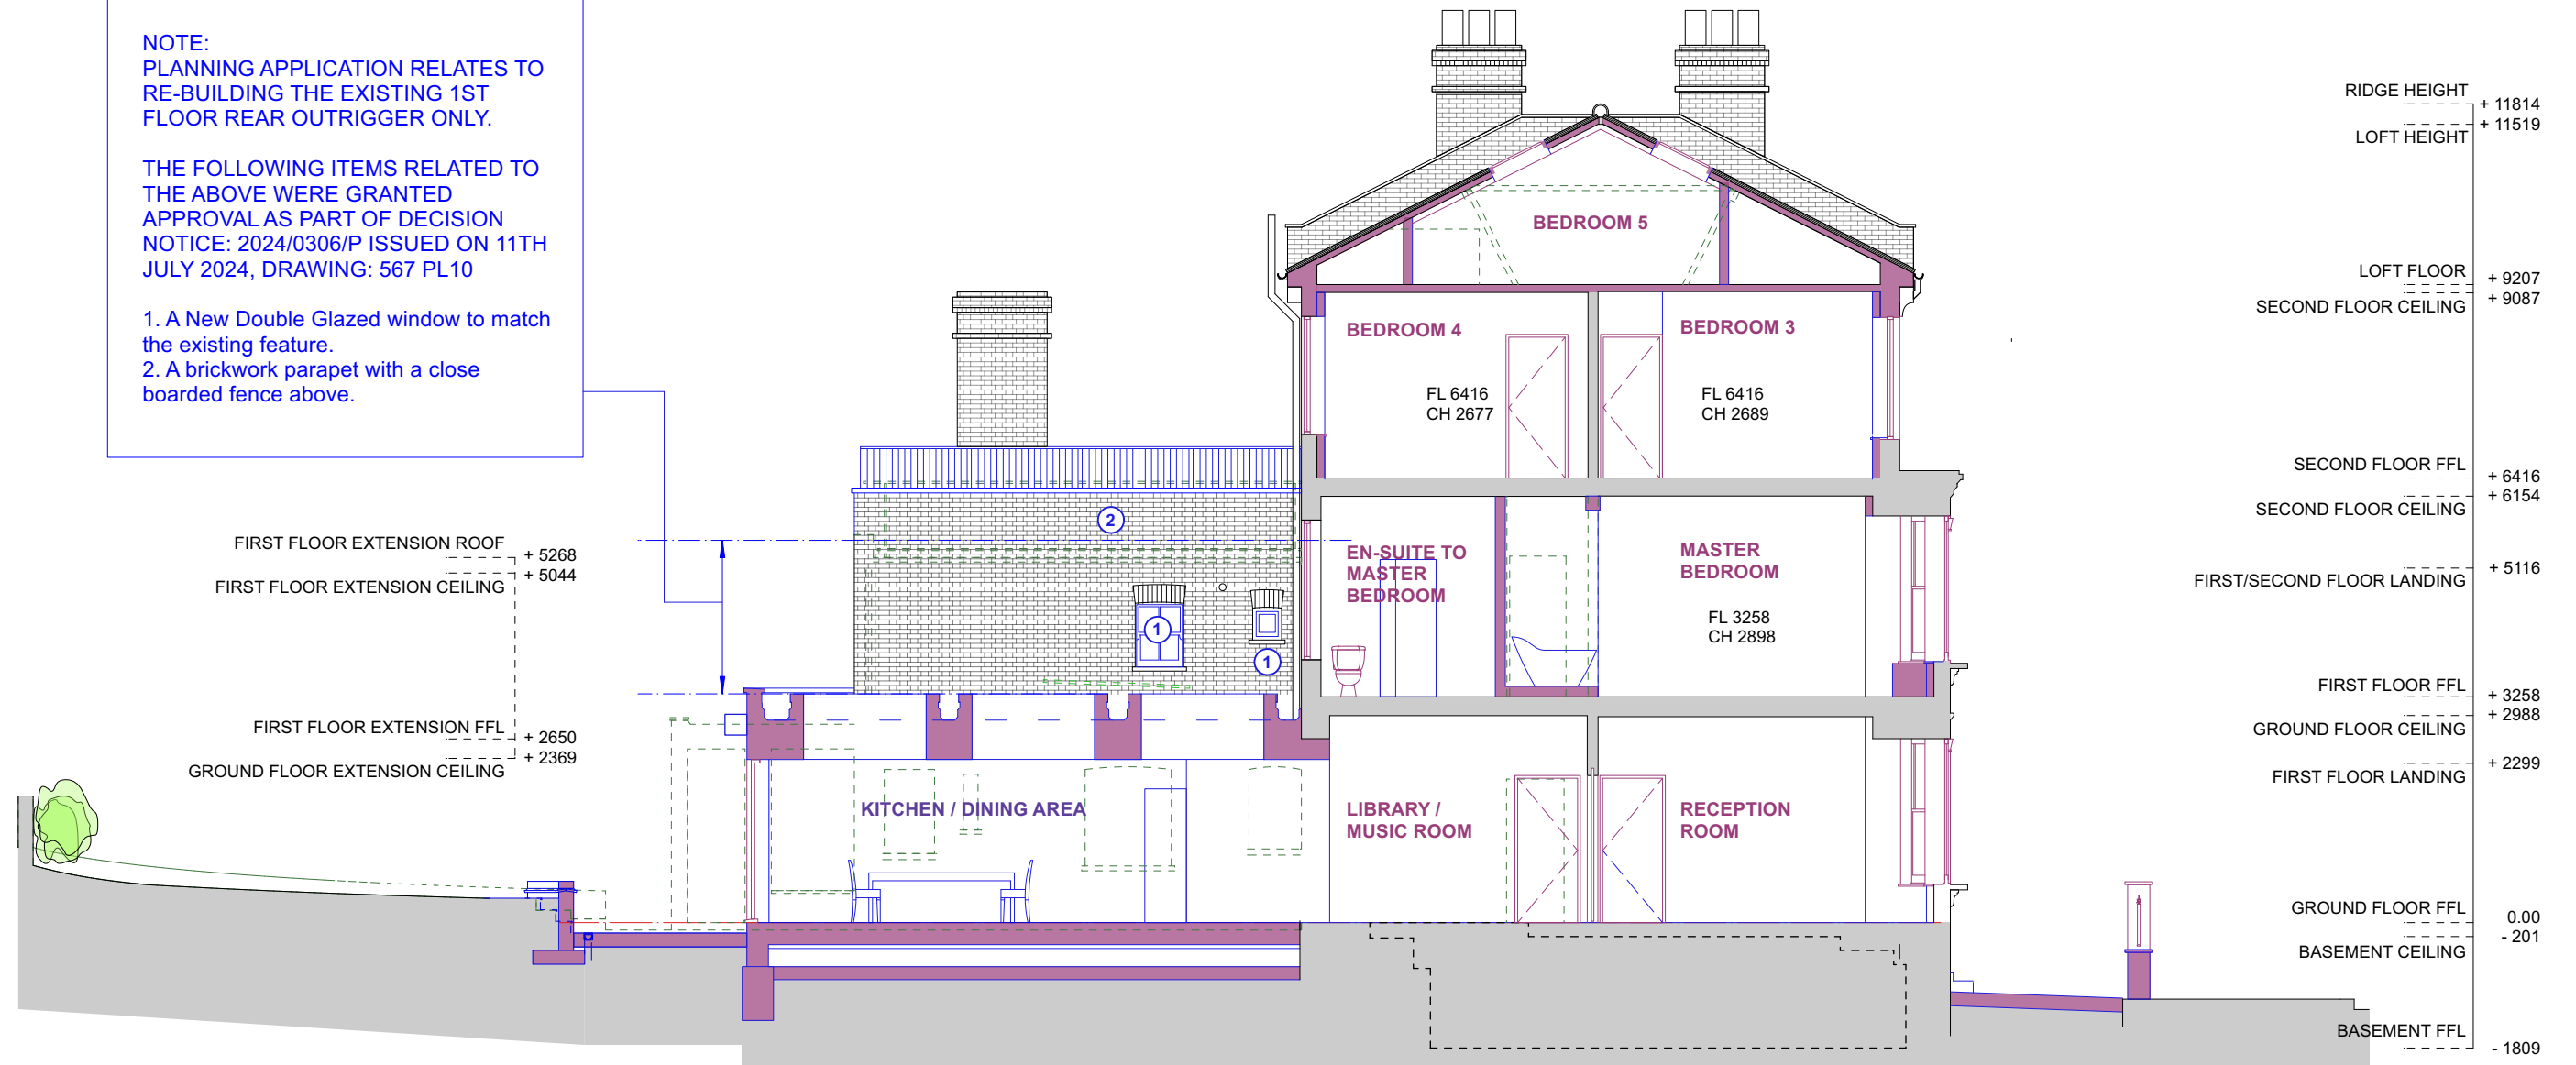 NOTE:
PLANNING APPLICATION RELATES TO
RE-BUILDING THE EXISTING 1ST
FLOOR REAR OUTRIGGER ONLY.
THE FOLLOWING ITEMS RELATED TO
THE ABOVE WERE GRANTED
APPROVAL AS PART OF DECISION
NOTICE: 2024/0306/P ISSUED ON 11TH
JULY 2024, DRAWING: 567 PL10
1. A New Double Glazed window to match
the existing feature.
2. A brickwork parapet with a close
boarded fence above.
FIRST FLOOR EXTENSION ROOF
+ 5268
+ 5044
FIRST FLOOR EXTENSION CEILING
FIRST FLOOR EXTENSION FFL
+ 2650
+ 2369
GROUND FLOOR EXTENSION CEILING
2
1
1
BEDROOM 5
BEDROOM 4
FL 6416
CH 2677
BEDROOM 3
FL 6416
CH 2689
EN-SUITE TO
MASTER
BEDROOM
MASTER
BEDROOM
FL 3258
CH 2898
KITCHEN / DINING AREA
LIBRARY /
MUSIC ROOM
RECEPTION
ROOM
RIDGE HEIGHT
+ 11814
+ 11519
LOFT HEIGHT
LOFT FLOOR
+ 9207
+ 9087
SECOND FLOOR CEILING
SECOND FLOOR FFL
+ 6416
+ 6154
SECOND FLOOR CEILING
+ 5116
FIRST/SECOND FLOOR LANDING
FIRST FLOOR FFL
+ 3258
+ 2988
GROUND FLOOR CEILING
+ 2299
FIRST FLOOR LANDING
GROUND FLOOR FFL
0.00
- 201
BASEMENT CEILING
BASEMENT FFL
- 1809